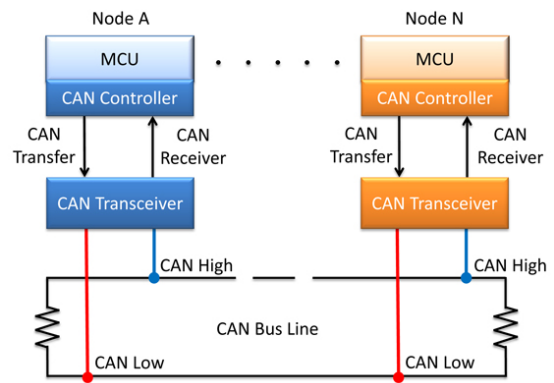 Node A
Node N
MCU
MCU
CAN Controller
CAN Controller
CAN
Transfer
CAN
Receiver
CAN
Transfer
CAN
Receiver
CAN Transceiver
CAN Transceiver
CAN High
CAN High
CAN Bus Line
CAN Low
CAN Low